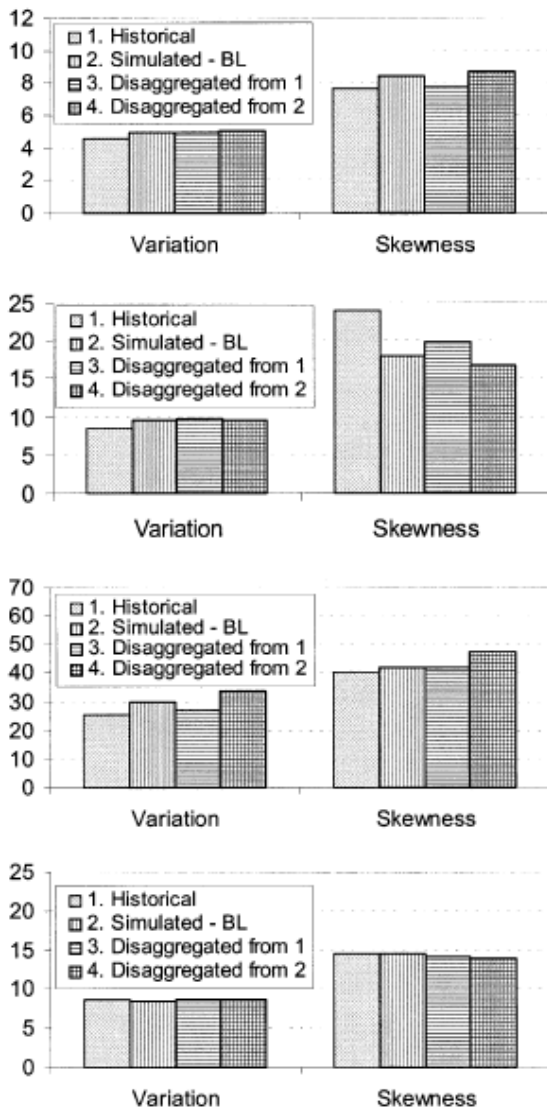 12
10
8
6
4
2
0
1. Historical
2. Simulated - BL
3. Disaggregated from 1
4. Disaggregated from 2
Variation
Skewness
25
20
15
10
5
0
1. Historical
2. Simulated - BL
3. Disaggregated from 1
4. Disaggregated from 2
Variation
Skewness
70
60
50
40
30
20
10
0
1. Historical
2. Simulated - BL
3. Disaggregated from 1
4. Disaggregated from 2
Variation
Skewness
25
20
15
10
5
0
1. Historical
2. Simulated - BL
3. Disaggregated from 1
4. Disaggregated from 2
Variation
Skewness